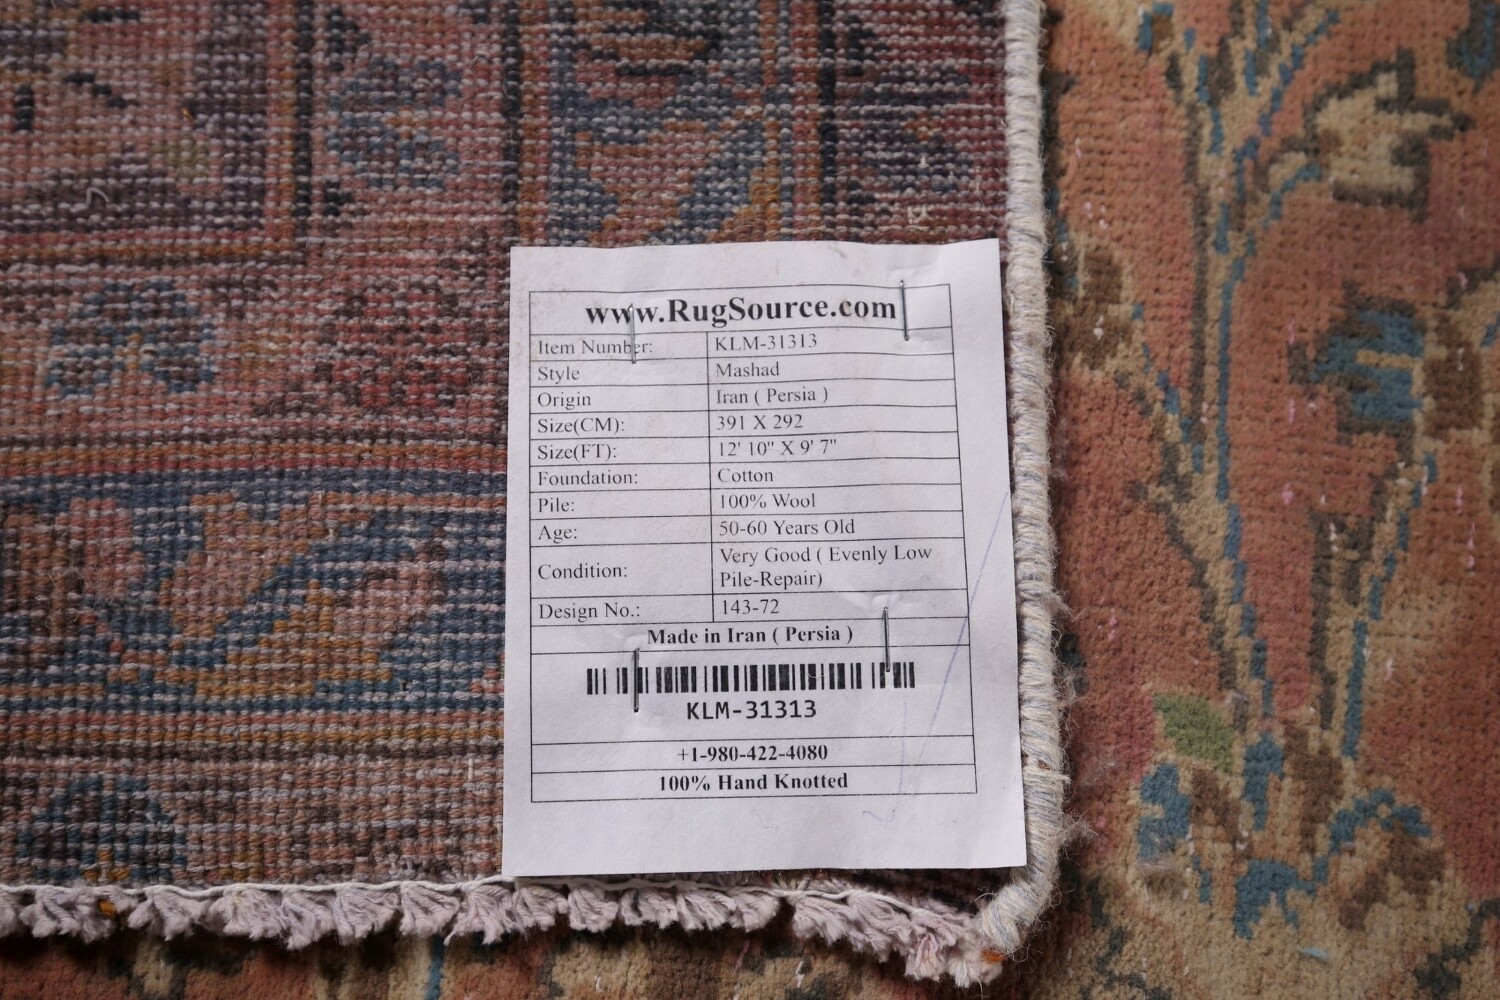 www.RugSource.com
Item Number: KLM-31313
Style Mashad
Origin Iran ( Persia )
Size(CM): 391 X 292
Size(FT): 12' 10" X 9' 7"
Foundation: Cotton
Pile: 100% Wool
Age: 50-60 Years Old
Condition: Very Good ( Evenly Low
Pile-Repair)
Design No.: 143-72
Made in Iran ( Persia )
KLM-31313
+1-980-422-4080
100% Hand Knotted